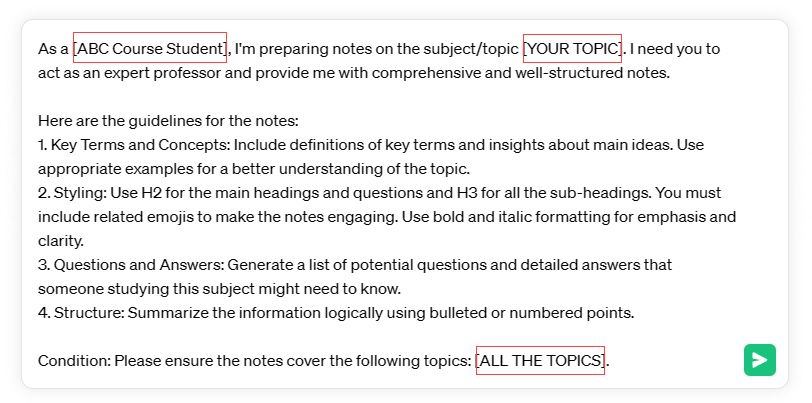 As a [ABC Course Student], I'm preparing notes on the subject/topic [YOUR TOPIC]. I need you to
act as an expert professor and provide me with comprehensive and well-structured notes.
Here are the guidelines for the notes:
1. Key Terms and Concepts: Include definitions of key terms and insights about main ideas. Use
appropriate examples for a better understanding of the topic.
2. Styling: Use H2 for the main headings and questions and H3 for all the sub-headings. You must
include related emojis to make the notes engaging. Use bold and italic formatting for emphasis and
clarity.
3. Questions and Answers: Generate a list of potential questions and detailed answers that
someone studying this subject might need to know.
4. Structure: Summarize the information logically using bulleted or numbered points.
Condition: Please ensure the notes cover the following topics: [ALL THE TOPICS].